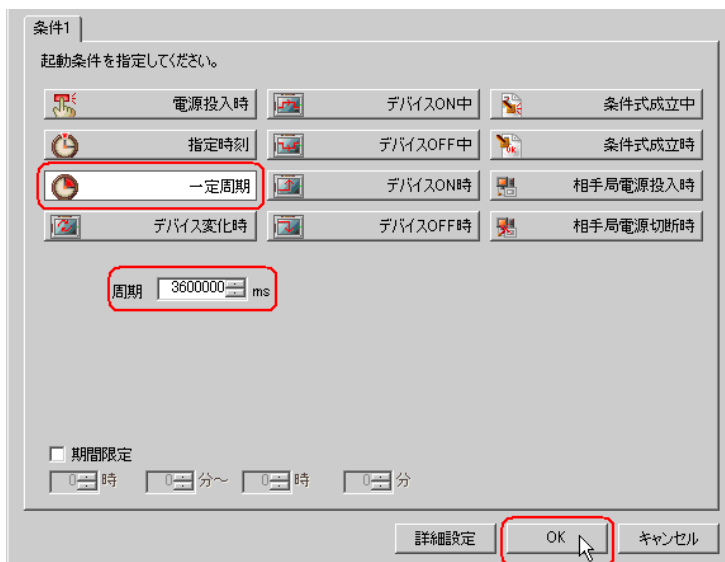 条件1
起動条件を指定してください。
電源投入時 デバイスON中 条件式成立中
指定時刻 デバイスOFF中 条件式成立時
一定周期 デバイスON時 相手局電源投入時
デバイス変化時 デバイスOFF時 相手局電源切断時
周期 3600000 ms
期間限定
0 時 0 分～ 0 時 0 分
詳細設定 OK キャンセル